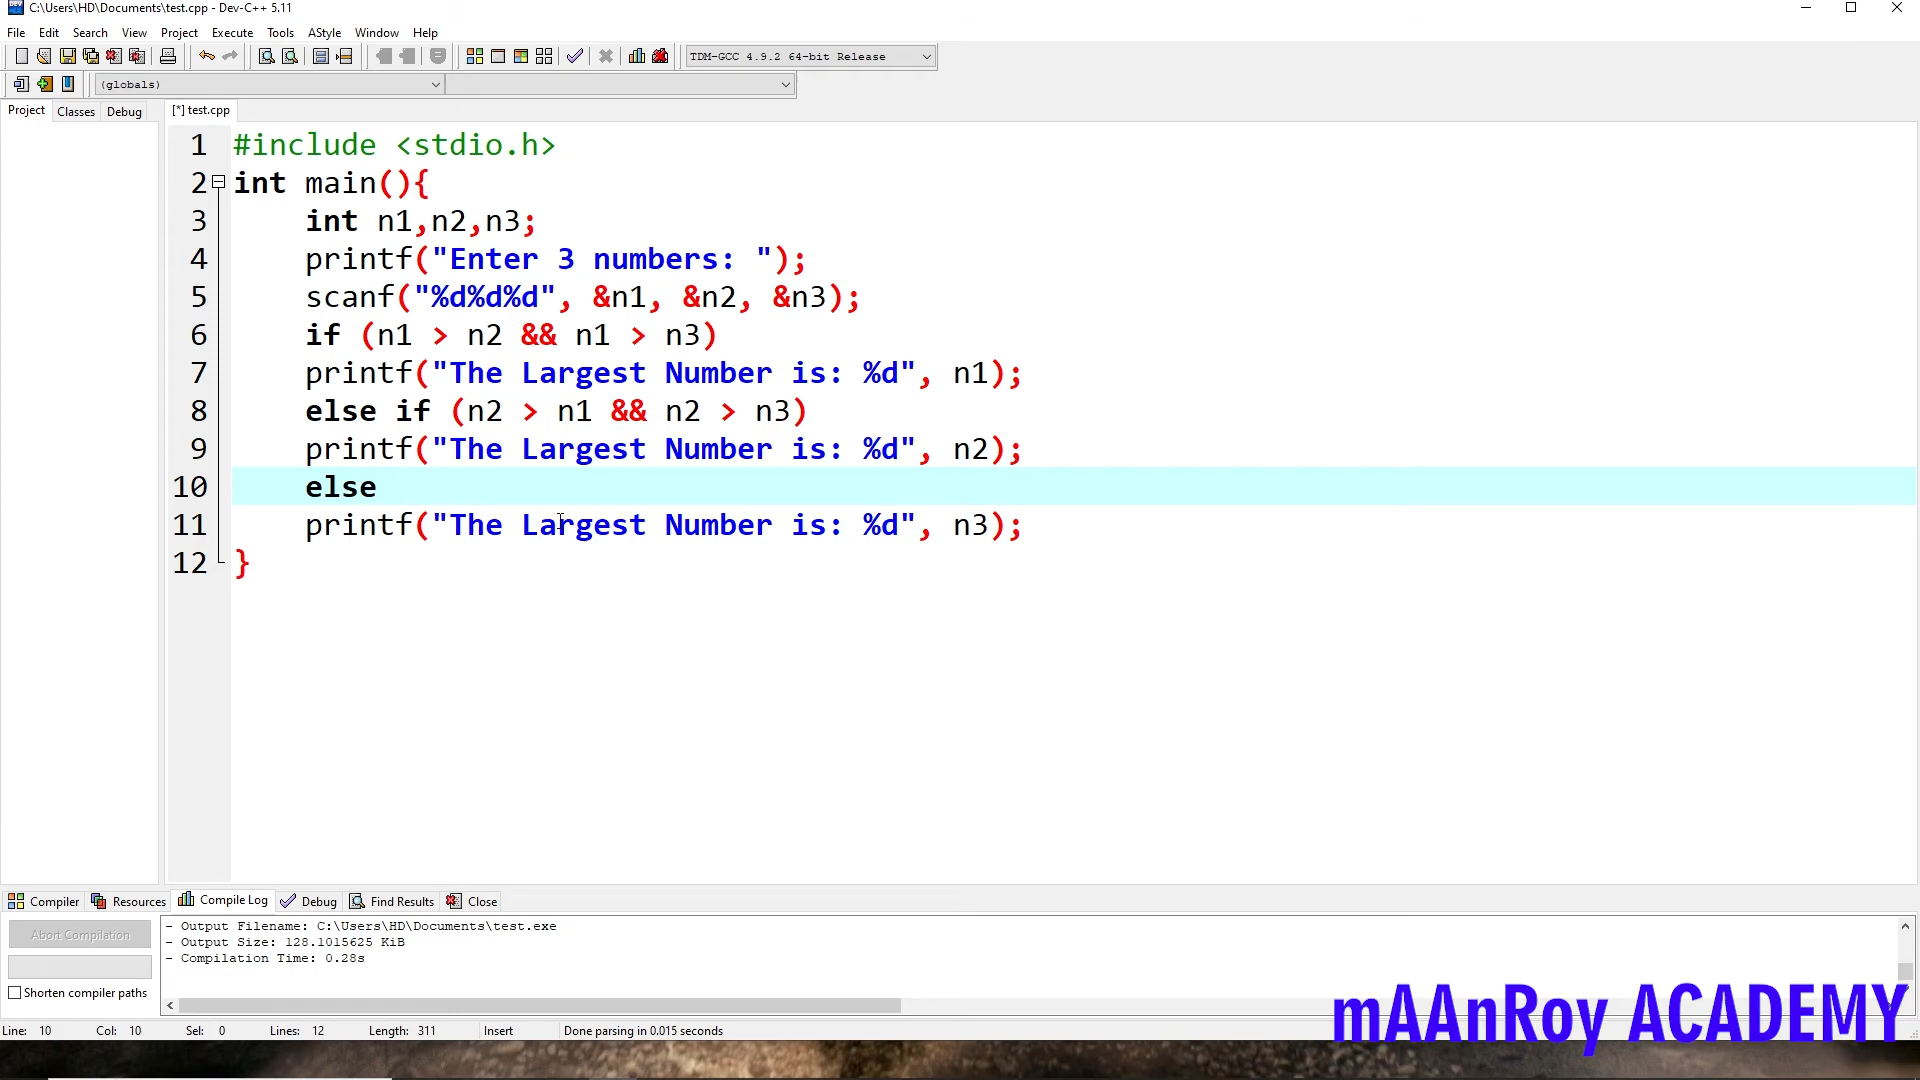 C:\Users\HD\Documents\test.cpp - Dev-C++ 5.11
File Edit Search View Project Execute Tools AStyle Window Help
TDM-GCC 4.9.2 64-bit Release
(globals)
Project Classes Debug [*] test.cpp
1 #include <stdio.h>
2 int main(){
3 int n1,n2,n3;
4 printf("Enter 3 numbers: ");
5 scanf("%d%d%d", &n1, &n2, &n3);
6 if (n1 > n2 && n1 > n3)
7 printf("The Largest Number is: %d", n1);
8 else if (n2 > n1 && n2 > n3)
9 printf("The Largest Number is: %d", n2);
10 else
11 printf("The Largest Number is: %d", n3);
12 }
Compiler Resources Compile Log Debug Find Results Close
Abort Compilation
Shorten compiler paths
- Output Filename: C:\Users\HD\Documents\test.exe
- Output Size: 128.1015625 KiB
- Compilation Time: 0.28s
mAAnRoy ACADEMY
Line: 10 Col: 10 Sel: 0 Lines: 12 Length: 311 Insert Done parsing in 0.015 seconds